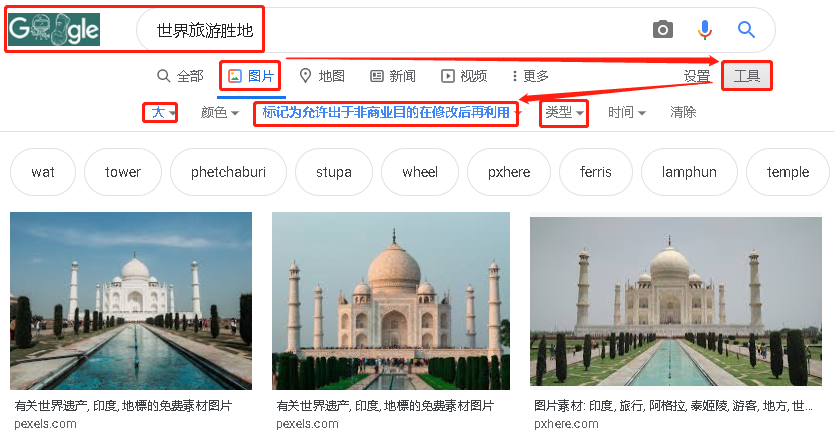 Google 世界旅游胜地
全部 图片 地图 新闻 视频 更多 设置 工具
大 颜色 标记为允许出于非商业目的在修改后再利用 类型 时间 清除
wat tower phetchaburi stupa wheel pxhere ferris lamphun temple
有关世界遗产, 印度, 地標的免费素材图片 有关世界遗产, 印度, 地標的免费素材图片 图片素材: 印度, 旅行, 阿格拉, 泰姬陵, 游客, 地方, 世...
pexels.com pexels.com pxhere.com